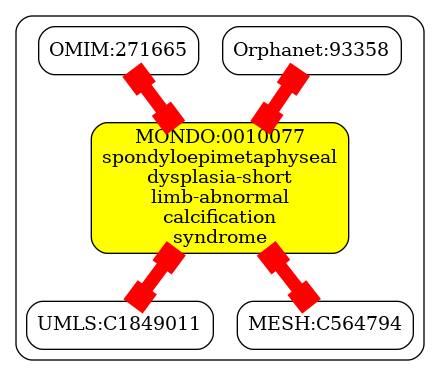 OMIM:271665
Orphanet:93358
MONDO:0010077
spondyloepimetaphyseal
dysplasia-short
limb-abnormal
calcification
syndrome
UMLS:C1849011
MESH:C564794